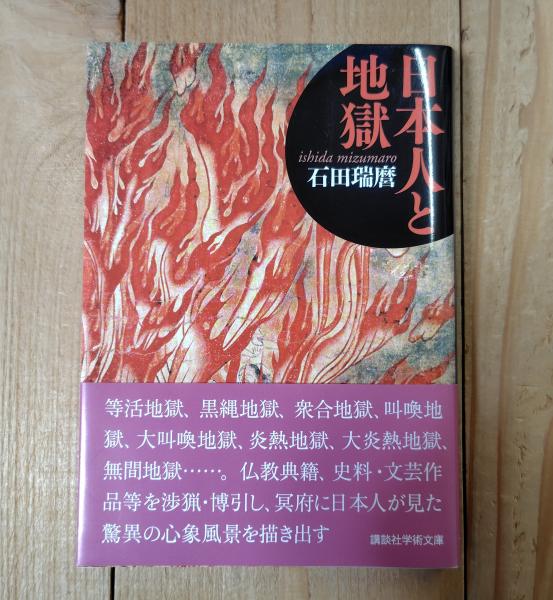 日本人と
地獄
ishida mizumaro
石田瑞麿
等活地獄、黒縄地獄、衆合地獄、叫喚地
獄、大叫喚地獄、炎熱地獄、大炎熱地獄、
無間地獄……。仏教典籍、史料・文芸作
品等を渉猟・博引し、冥府に日本人が見た
驚異の心象風景を描き出す
講談社学術文庫